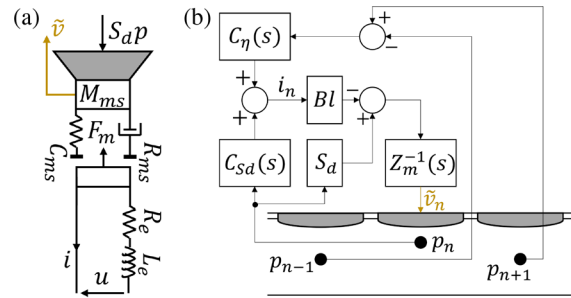 (a)
ṽ
S_d p
M_ms
F_m
C_ms
R_ms
R_e
L_e
i
u
(b)
C_η(s)
+
−
+
+
i_n
Bl
−
+
C_Sd(s)
S_d
Z_m^{-1}(s)
ṽ_n
p_n
p_{n−1}
p_{n+1}